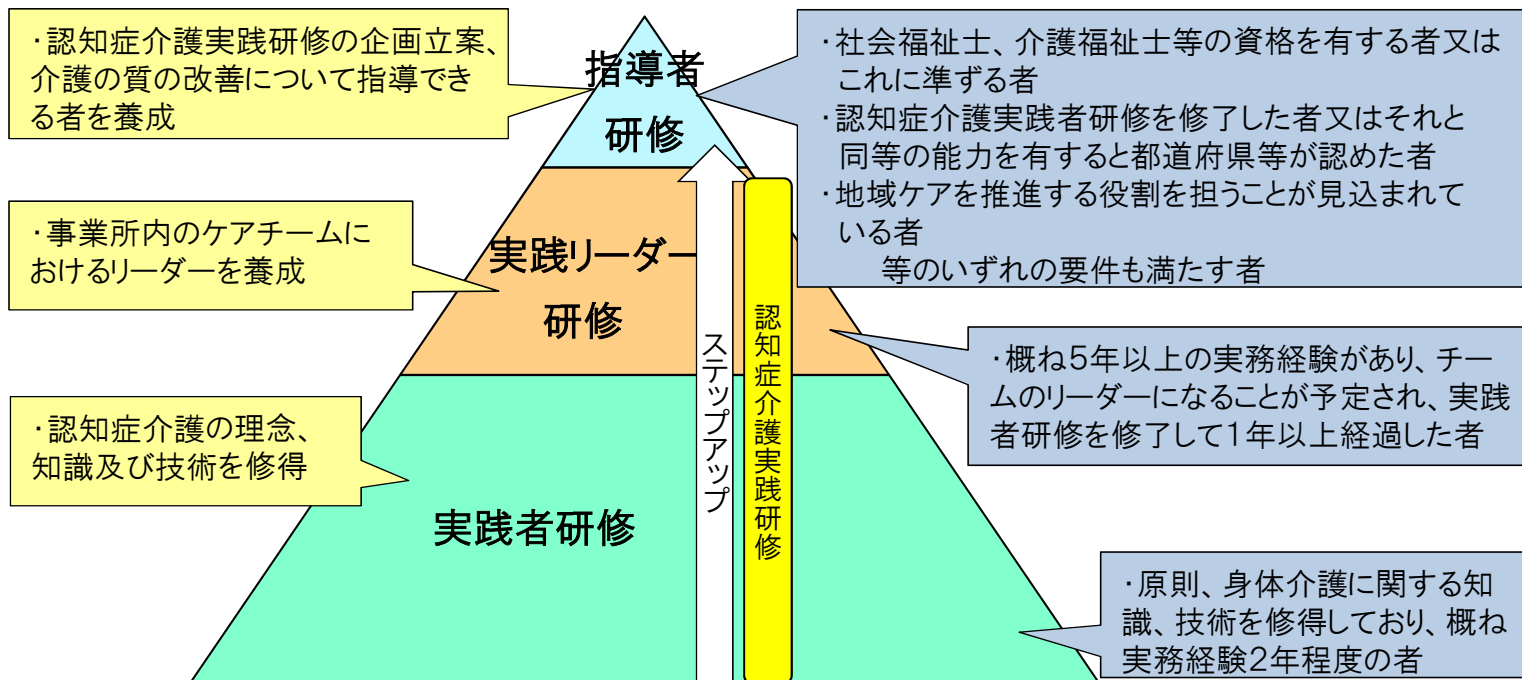 ・認知症介護実践研修の企画立案、
介護の質の改善について指導でき
る者を養成
指導者
研修
・社会福祉士、介護福祉士等の資格を有する者又は
これに準ずる者
・認知症介護実践者研修を修了した者又はそれと
同等の能力を有すると都道府県等が認めた者
・地域ケアを推進する役割を担うことが見込まれて
いる者
等のいずれの要件も満たす者
・事業所内のケアチームに
おけるリーダーを養成
実践リーダー
研修
・概ね5年以上の実務経験があり、チー
ムのリーダーになることが予定され、実践
者研修を修了して1年以上経過した者
ステップアップ
認知症介護実践研修
・認知症介護の理念、
知識及び技術を修得
実践者研修
・原則、身体介護に関する知
識、技術を修得しており、概ね
実務経験2年程度の者